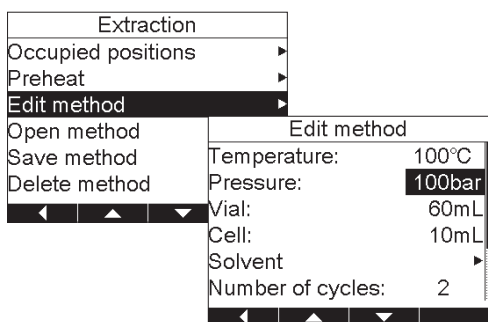 Extraction
Occupied positions
Preheat
Edit method
Open method
Save method
Delete method
Edit method
Temperature: 100°C
Pressure: 100bar
Vial: 60mL
Cell: 10mL
Solvent
Number of cycles: 2